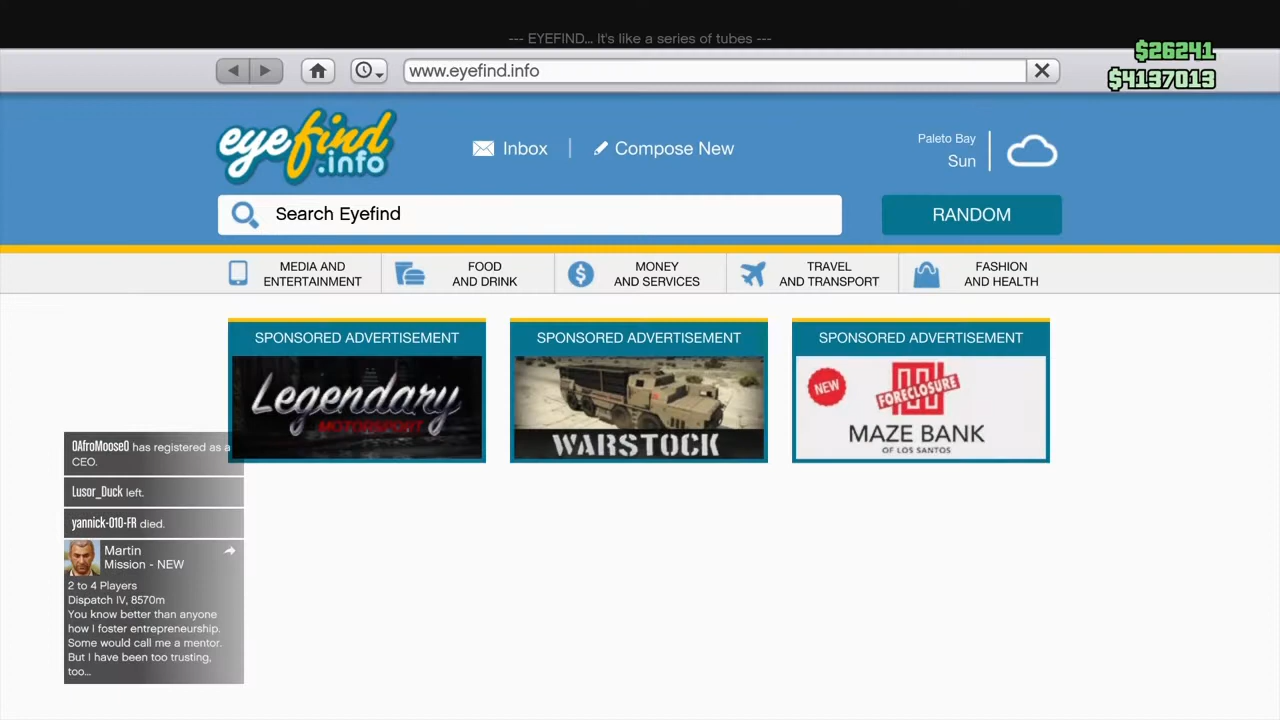 --- EYEFIND... It's like a series of tubes ---
$26241
$4137013
www.eyefind.info
eyefind
.info
Inbox
Compose New
Paleto Bay
Sun
Search Eyefind
RANDOM
MEDIA AND
ENTERTAINMENT
FOOD
AND DRINK
MONEY
AND SERVICES
TRAVEL
AND TRANSPORT
FASHION
AND HEALTH
SPONSORED ADVERTISEMENT
Legendary
MOTORSPORT
SPONSORED ADVERTISEMENT
WARSTOCK
SPONSORED ADVERTISEMENT
NEW
FORECLOSURE
MAZE BANK
OF LOS SANTOS
0AfroMoose0 has registered as a
CEO.
Lusor_Duck left.
yannick-010-FR died.
Martin
Mission - NEW
2 to 4 Players
Dispatch IV, 8570m
You know better than anyone
how I foster entrepreneurship.
Some would call me a mentor.
But I have been too trusting,
too...